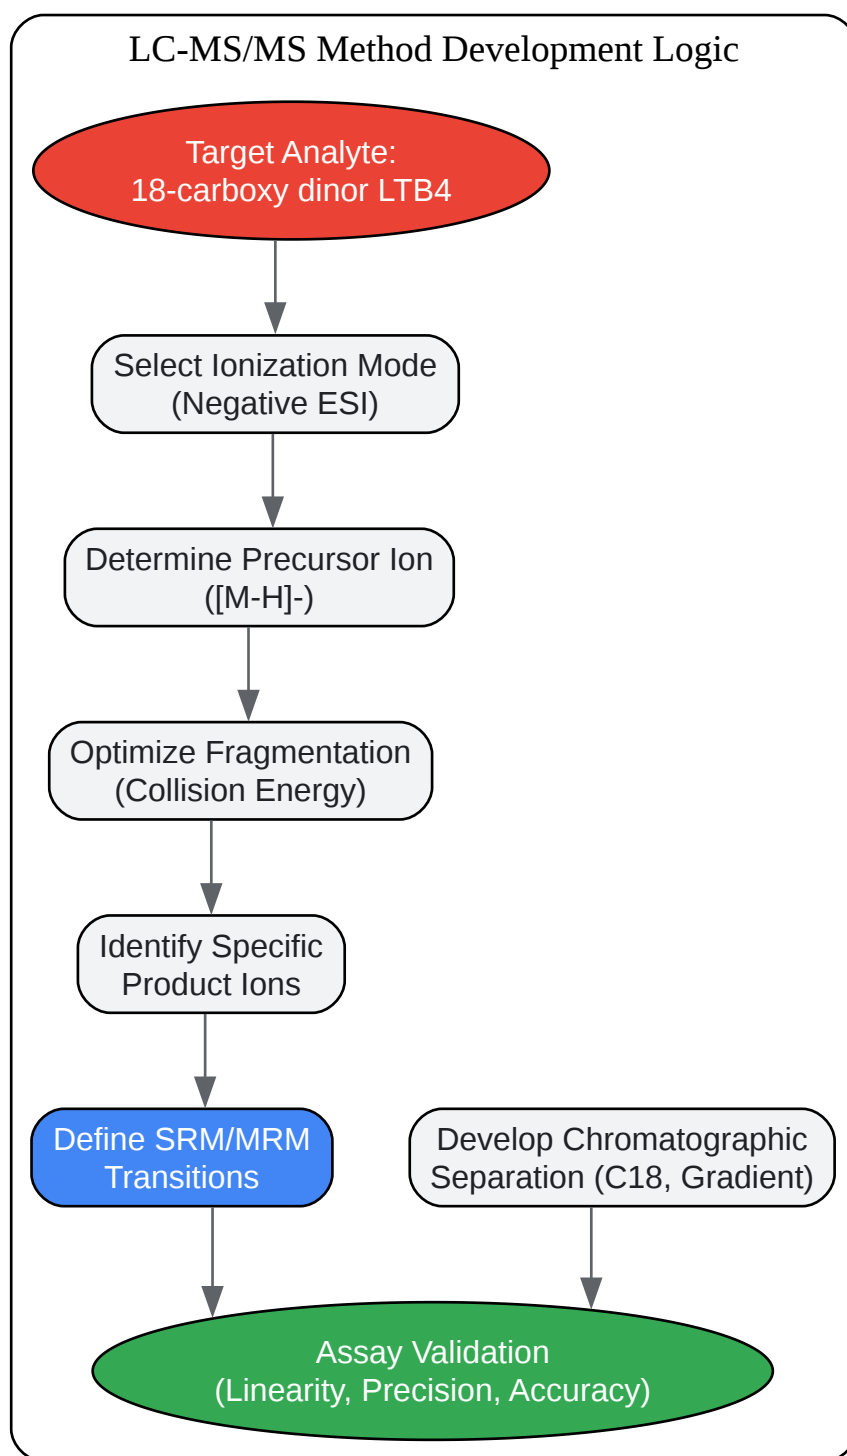 LC-MS/MS Method Development Logic
Target Analyte:
18-carboxy dinor LTB4
Select Ionization Mode
(Negative ESI)
Determine Precursor Ion
([M-H]-)
Optimize Fragmentation
(Collision Energy)
Identify Specific
Product Ions
Define SRM/MRM
Transitions
Develop Chromatographic
Separation (C18, Gradient)
Assay Validation
(Linearity, Precision, Accuracy)